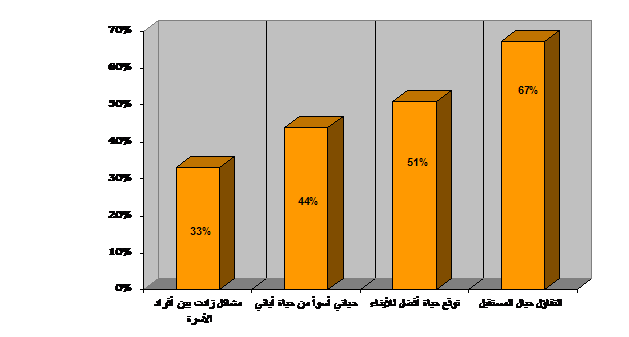 70%
60%
50%
40%
30%
20%
10%
0%
33%
44%
51%
67%
مشاكل زادت بين أفراد
الأسرة
حياتي أسوأ من حياة أبائي
توقع حياة أفضل للأبناء
التفاؤل حيال المستقبل